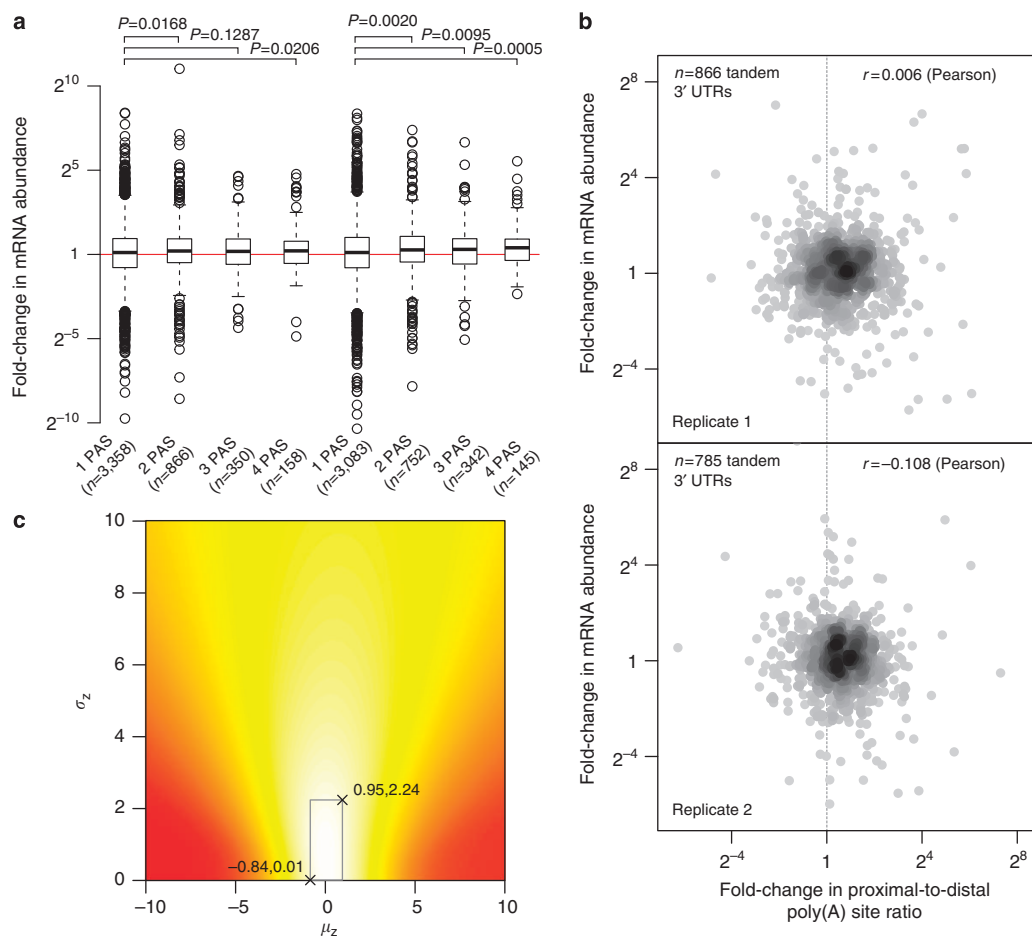 a
P=0.0168
P=0.1287
P=0.0206
P=0.0020
P=0.0095
P=0.0005
Fold-change in mRNA abundance
2^10
2^5
1
2^−5
2^−10
1 PAS
(n=3,358)
2 PAS
(n=866)
3 PAS
(n=350)
4 PAS
(n=158)
1 PAS
(n=3,083)
2 PAS
(n=752)
3 PAS
(n=342)
4 PAS
(n=145)
b
n=866 tandem
3′ UTRs
r=0.006 (Pearson)
Fold-change in mRNA abundance
2^8
2^4
1
2^−4
Replicate 1
n=785 tandem
3′ UTRs
r=−0.108 (Pearson)
Fold-change in mRNA abundance
2^8
2^4
1
2^−4
Replicate 2
2^−4
1
2^4
2^8
Fold-change in proximal-to-distal
poly(A) site ratio
c
σz
10
8
6
4
2
0
0.95,2.24
−0.84,0.01
−10
−5
0
5
10
μz